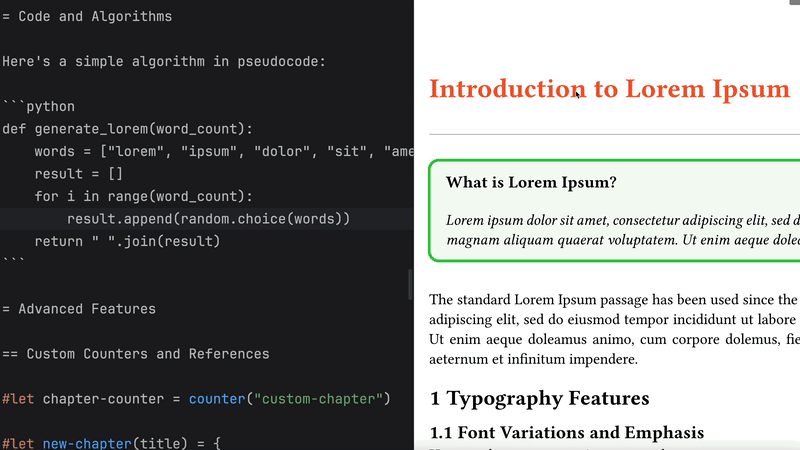 = Code and Algorithms
Here's a simple algorithm in pseudocode:
```python
def generate_lorem(word_count):
    words = ["lorem", "ipsum", "dolor", "sit", "ame
    result = []
    for i in range(word_count):
        result.append(random.choice(words))
    return " ".join(result)
```
= Advanced Features
== Custom Counters and References
#let chapter-counter = counter("custom-chapter")
#let new-chapter(title) = {
Introduction to Lorem Ipsum
What is Lorem Ipsum?
Lorem ipsum dolor sit amet, consectetur adipiscing elit, sed d
magnam aliquam quaerat voluptatem. Ut enim aeque dole
The standard Lorem Ipsum passage has been used since the
adipiscing elit, sed do eiusmod tempor incididunt ut labore
Ut enim aeque doleamus animo, cum corpore dolemus, fie
aeternum et infinitum impendere.
1 Typography Features
1.1 Font Variations and Emphasis